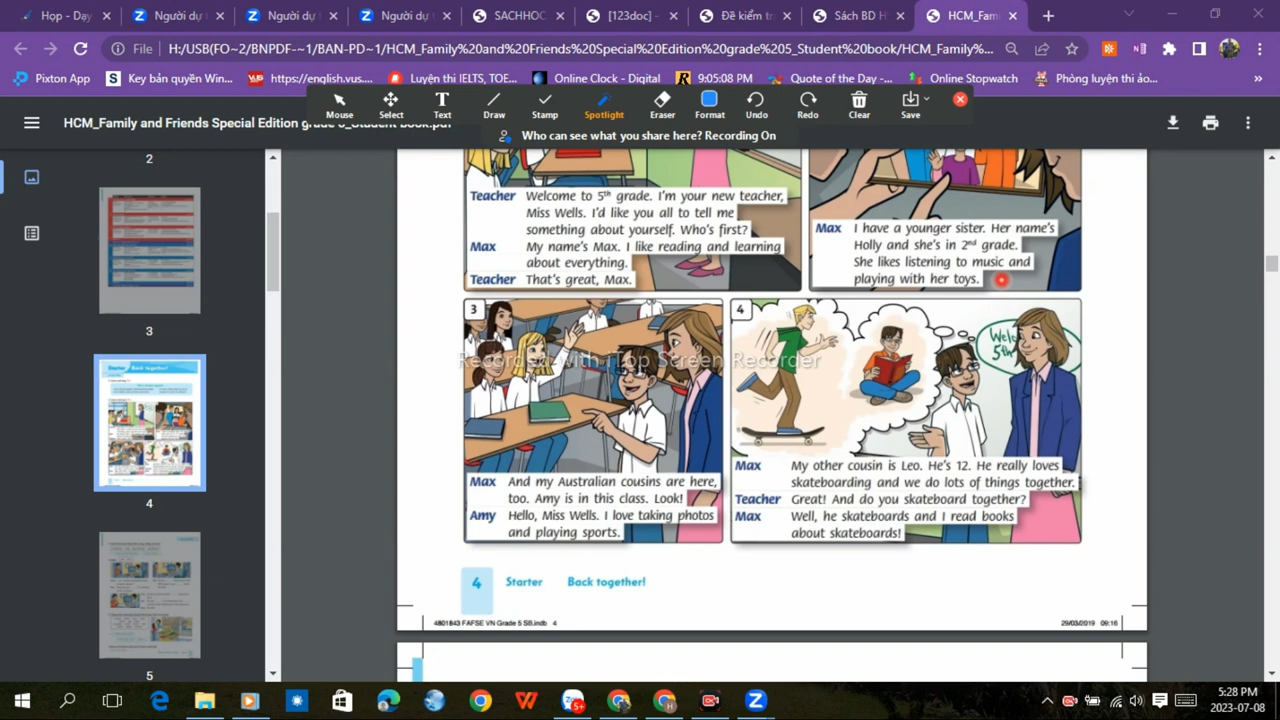 Họp - Dạy
Người dự t
Người dự t
Người dự t
SACHHOC
[123doc] -
Đề kiểm tr
Sách BD H
HCM_Fam
File
H:/USB(FO~2/BNPDF-~1/BAN-PD~1/HCM_Family%20and%20Friends%20Special%20Edition%20grade%205_Student%20book/HCM_Family%...
Pixton App
Key bản quyền Win...
https://english.vus....
Luyện thi IELTS, TOE...
Online Clock - Digital
9:05:08 PM
Quote of the Day -...
Online Stopwatch
Phòng luyện thi ảo...
Mouse
Select
Text
Draw
Stamp
Spotlight
Eraser
Format
Undo
Redo
Clear
Save
Who can see what you share here? Recording On
2
3
4
5
Teacher Welcome to 5th grade. I'm your new teacher,
Miss Wells. I'd like you all to tell me
something about yourself. Who's first?
Max My name's Max. I like reading and learning
about everything.
Teacher That's great, Max.
Max I have a younger sister. Her name's
Holly and she's in 2nd grade.
She likes listening to music and
playing with her toys.
3
4
Recorded with iTop Screen Recorder
Max And my Australian cousins are here,
too. Amy is in this class. Look!
Amy Hello, Miss Wells. I love taking photos
and playing sports.
Max My other cousin is Leo. He's 12. He really loves
skateboarding and we do lots of things together.
Teacher Great! And do you skateboard together?
Max Well, he skateboards and I read books
about skateboards!
4 Starter Back together!
4801843 FAFSE VN Grade 5 SB.indb 4
29/03/2019 09:16
5:28 PM
2023-07-08